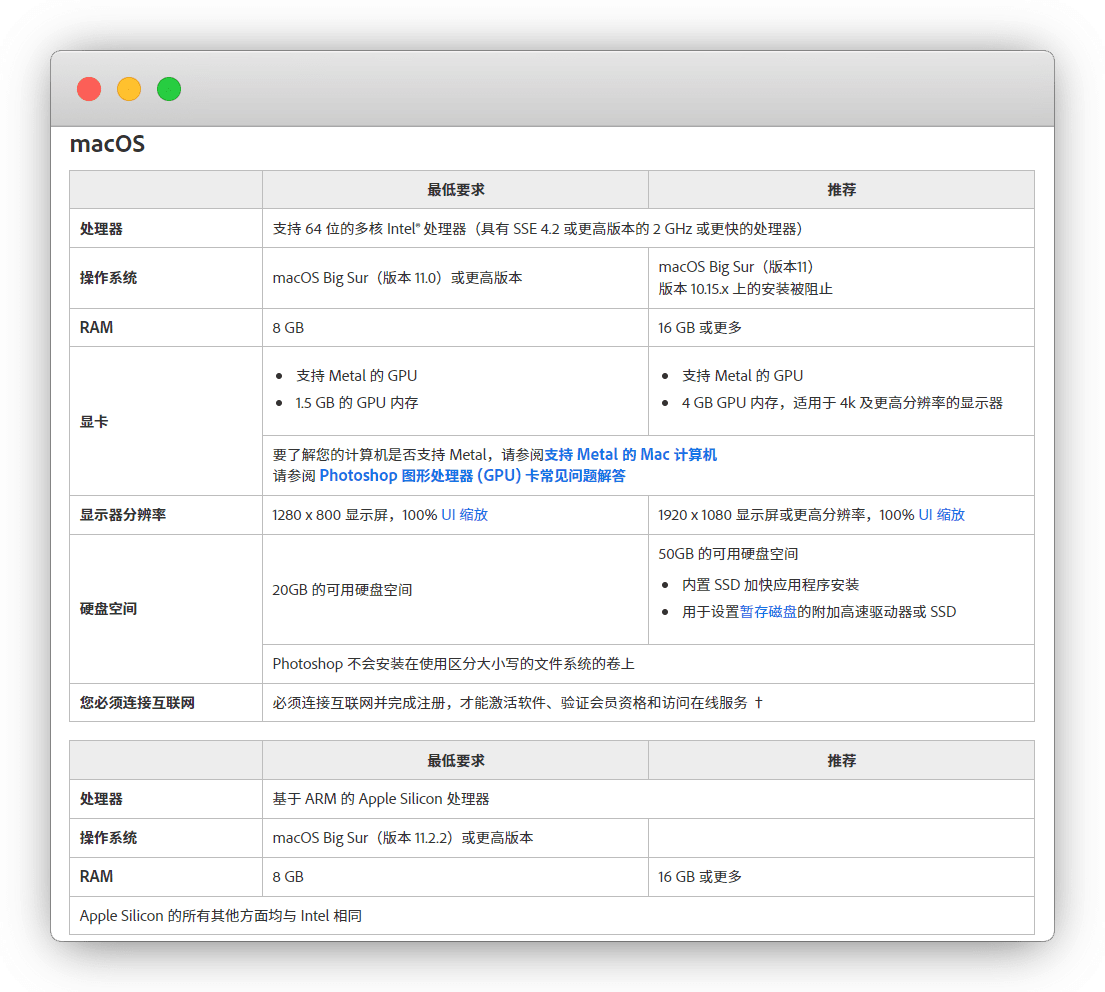 macOS
最低要求 推荐
处理器 支持 64 位的多核 Intel® 处理器（具有 SSE 4.2 或更高版本的 2 GHz 或更快的处理器）
操作系统 macOS Big Sur（版本 11.0）或更高版本 macOS Big Sur（版本11）
版本 10.15.x 上的安装被阻止
RAM 8 GB 16 GB 或更多
显卡
• 支持 Metal 的 GPU
• 1.5 GB 的 GPU 内存
• 支持 Metal 的 GPU
• 4 GB GPU 内存，适用于 4k 及更高分辨率的显示器
要了解您的计算机是否支持 Metal，请参阅支持 Metal 的 Mac 计算机
请参阅 Photoshop 图形处理器 (GPU) 卡常见问题解答
显示器分辨率 1280 x 800 显示屏，100% UI 缩放 1920 x 1080 显示屏或更高分辨率，100% UI 缩放
硬盘空间 20GB 的可用硬盘空间 50GB 的可用硬盘空间
• 内置 SSD 加快应用程序安装
• 用于设置暂存磁盘的附加高速驱动器或 SSD
Photoshop 不会安装在使用区分大小写的文件系统的卷上
您必须连接互联网 必须连接互联网并完成注册，才能激活软件、验证会员资格和访问在线服务 †
最低要求 推荐
处理器 基于 ARM 的 Apple Silicon 处理器
操作系统 macOS Big Sur（版本 11.2.2）或更高版本
RAM 8 GB 16 GB 或更多
Apple Silicon 的所有其他方面均与 Intel 相同